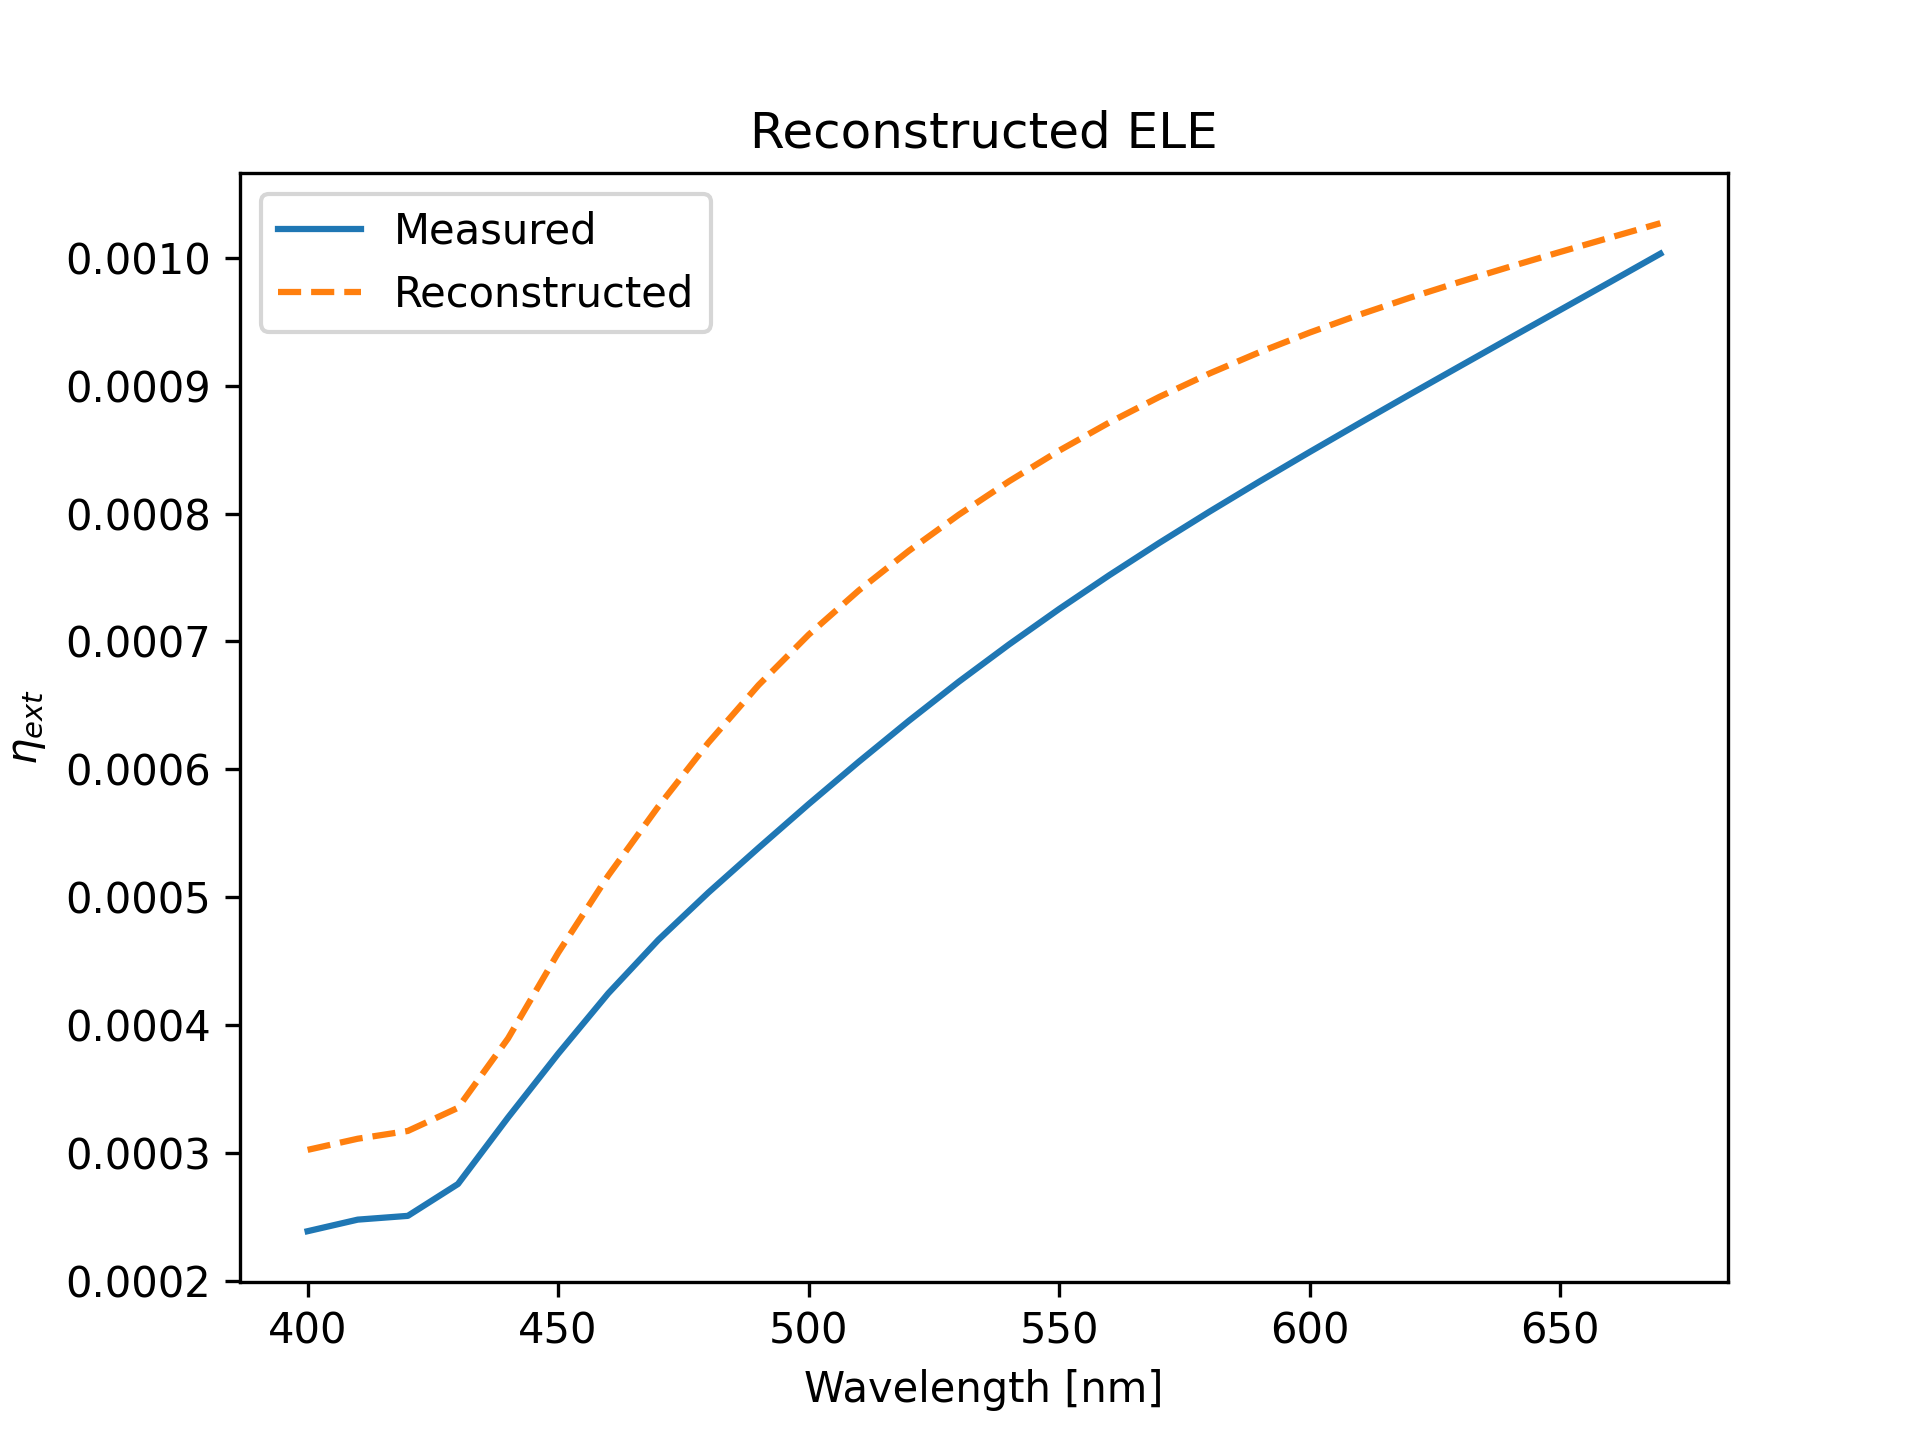 Reconstructed ELE
Measured
Reconstructed
0.0010
0.0009
0.0008
0.0007
0.0006
0.0005
0.0004
0.0003
0.0002
η_ext
400 450 500 550 600 650
Wavelength [nm]